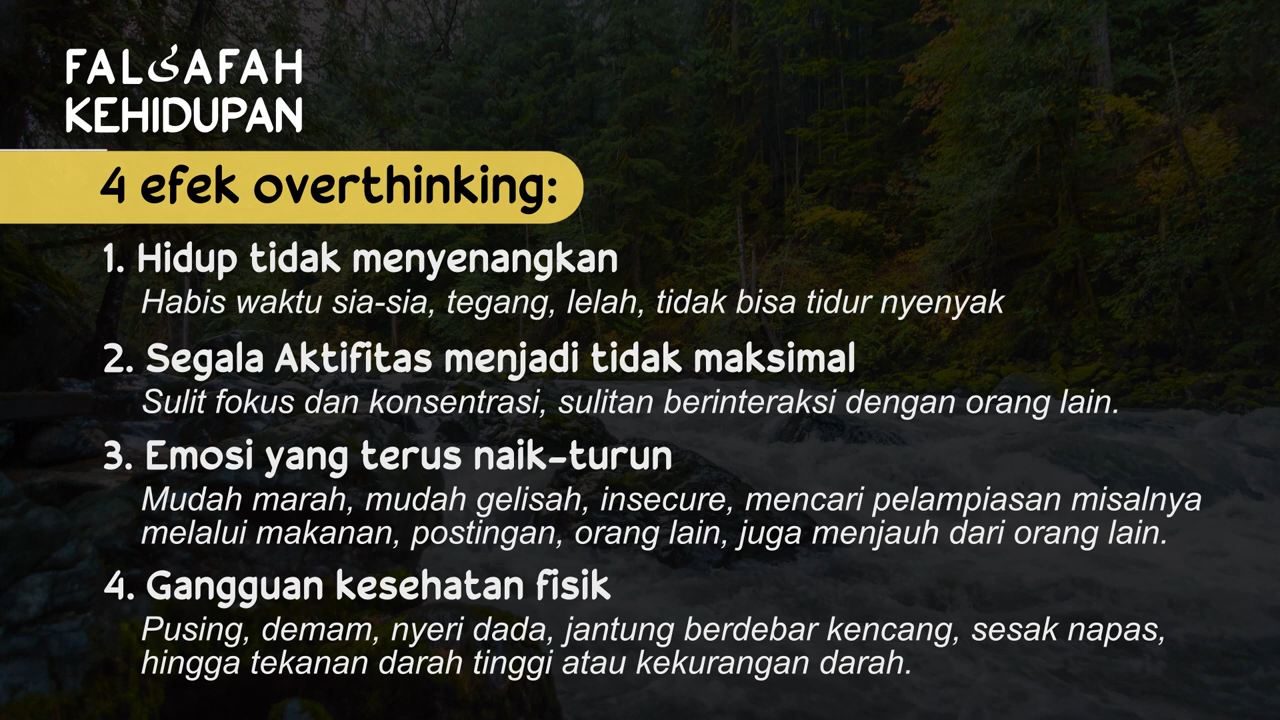 FALSAFAH
KEHIDUPAN
4 efek overthinking:
1. Hidup tidak menyenangkan
Habis waktu sia-sia, tegang, lelah, tidak bisa tidur nyenyak
2. Segala Aktifitas menjadi tidak maksimal
Sulit fokus dan konsentrasi, sulitan berinteraksi dengan orang lain.
3. Emosi yang terus naik-turun
Mudah marah, mudah gelisah, insecure, mencari pelampiasan misalnya
melalui makanan, postingan, orang lain, juga menjauh dari orang lain.
4. Gangguan kesehatan fisik
Pusing, demam, nyeri dada, jantung berdebar kencang, sesak napas,
hingga tekanan darah tinggi atau kekurangan darah.